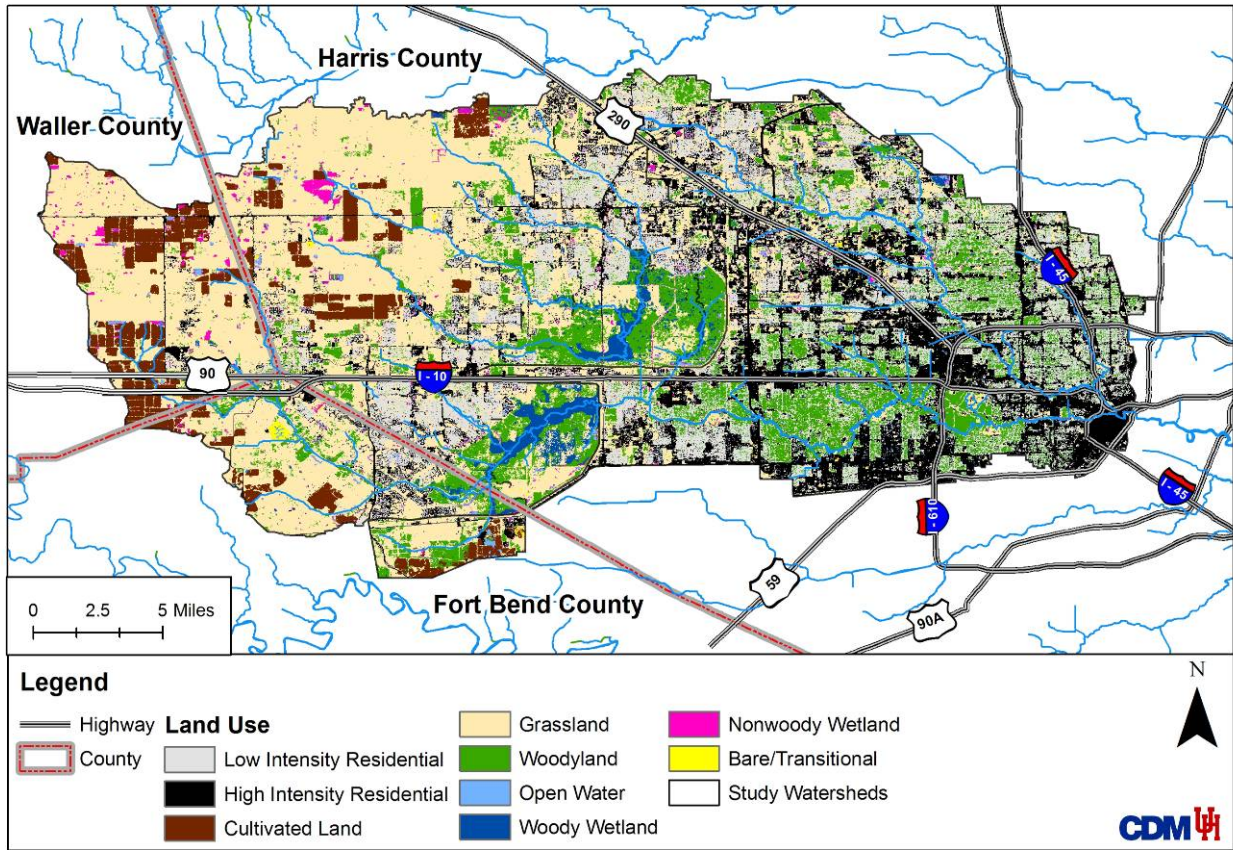 Harris County
Waller County
290
I - 45
90
I - 10
I - 45
I - 610
59
90A
Fort Bend County
0 2.5 5 Miles
Legend
Highway
County
Land Use
Low Intensity Residential
High Intensity Residential
Cultivated Land
Grassland
Woodyland
Open Water
Woody Wetland
Nonwoody Wetland
Bare/Transitional
Study Watersheds
N
CDM UH